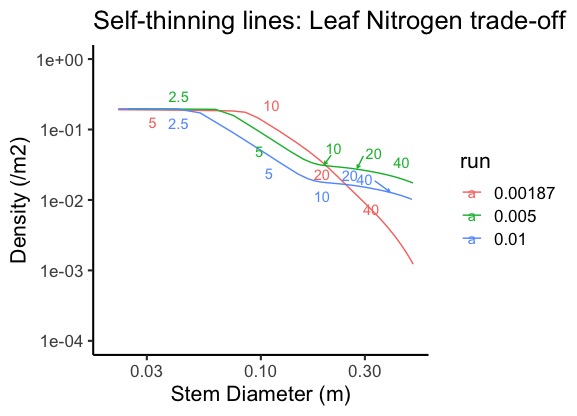 Self-thinning lines: Leaf Nitrogen trade-off
1e+00
1e-01
1e-02
1e-03
1e-04
Density (/m2)
2.5
10
5
2.5
5
10
20
40
5
20
20
40
10
40
0.03
0.10
0.30
Stem Diameter (m)
run
a 0.00187
a 0.005
a 0.01